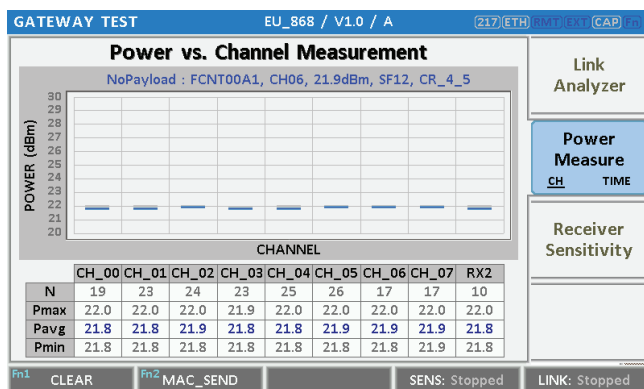 GATEWAY TEST EU_868 / V1.0 / A [217] ETH RMT EXT CAP Fn
Power vs. Channel Measurement
NoPayload : FCNT00A1, CH06, 21.9dBm, SF12, CR_4_5
POWER (dBm)
30
29
28
27
26
25
24
23
22
21
20
CHANNEL
CH_00 CH_01 CH_02 CH_03 CH_04 CH_05 CH_06 CH_07 RX2
N 19 23 24 23 25 26 17 17 10
Pmax 22.0 22.0 22.0 21.9 22.0 22.0 22.0 22.0 22.0
Pavg 21.8 21.8 21.9 21.8 21.8 21.9 21.9 21.9 21.8
Pmin 21.8 21.8 21.8 21.8 21.8 21.8 21.8 21.8 21.8
Link
Analyzer
Power
Measure
CH TIME
Receiver
Sensitivity
Fn1 CLEAR Fn2 MAC_SEND SENS: Stopped LINK: Stopped